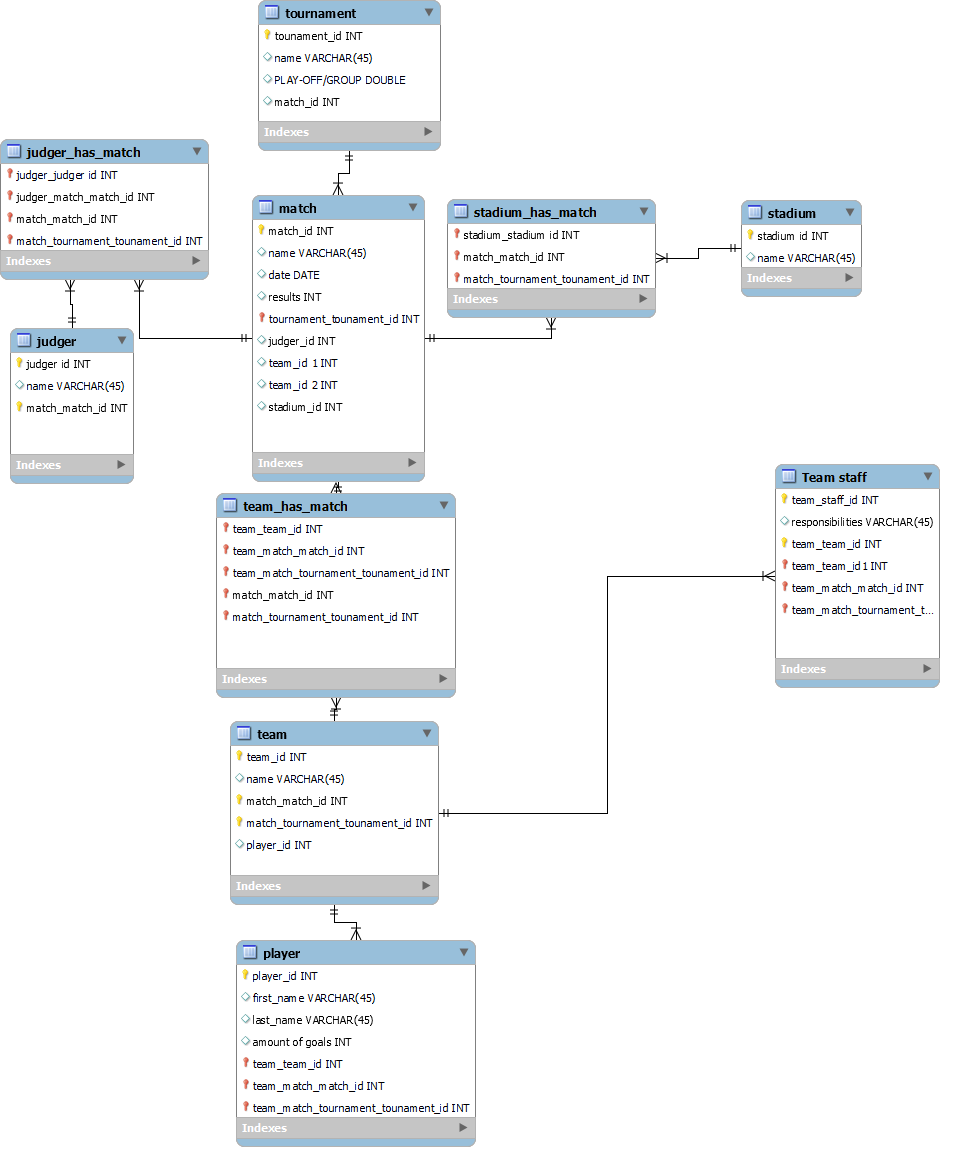 tournament
tounament_id INT
name VARCHAR(45)
PLAY-OFF/GROUP DOUBLE
match_id INT
Indexes
judger_has_match
judger_judger id INT
judger_match_match_id INT
match_match_id INT
match_tournament_tounament_id INT
Indexes
match
match_id INT
name VARCHAR(45)
date DATE
results INT
tournament_tounament_id INT
judger_id INT
team_id 1 INT
team_id 2 INT
stadium_id INT
Indexes
stadium_has_match
stadium_stadium id INT
match_match_id INT
match_tournament_tounament_id INT
Indexes
stadium
stadium id INT
name VARCHAR(45)
Indexes
judger
judger id INT
name VARCHAR(45)
match_match_id INT
Indexes
team_has_match
team_team_id INT
team_match_match_id INT
team_match_tournament_tounament_id INT
match_match_id INT
match_tournament_tounament_id INT
Indexes
Team staff
team_staff_id INT
responsibilities VARCHAR(45)
team_team_id INT
team_team_id1 INT
team_match_match_id INT
team_match_tournament_t...
Indexes
team
team_id INT
name VARCHAR(45)
match_match_id INT
match_tournament_tounament_id INT
player_id INT
Indexes
player
player_id INT
first_name VARCHAR(45)
last_name VARCHAR(45)
amount of goals INT
team_team_id INT
team_match_match_id INT
team_match_tournament_tounament_id INT
Indexes